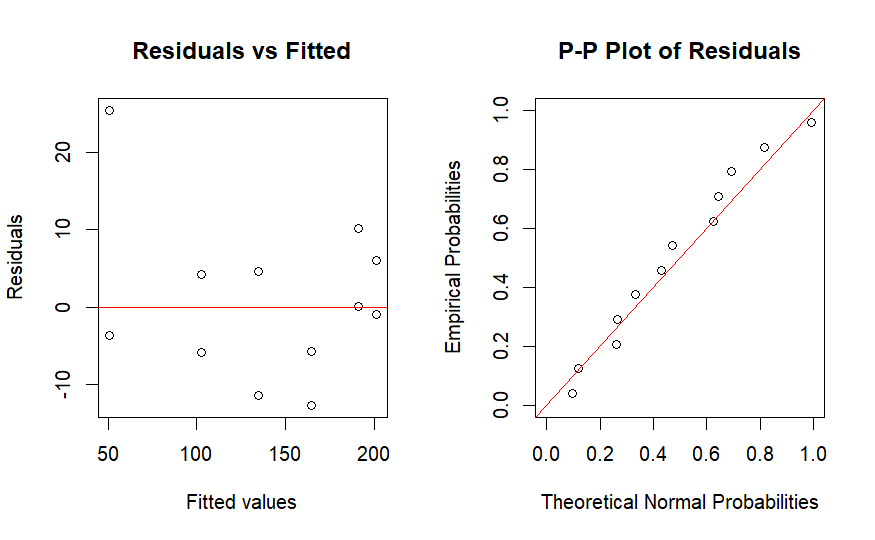 Residuals vs Fitted
Residuals
20
10
0
-10
50 100 150 200
Fitted values
P-P Plot of Residuals
Empirical Probabilities
1.0
0.8
0.6
0.4
0.2
0.0
0.0 0.2 0.4 0.6 0.8 1.0
Theoretical Normal Probabilities